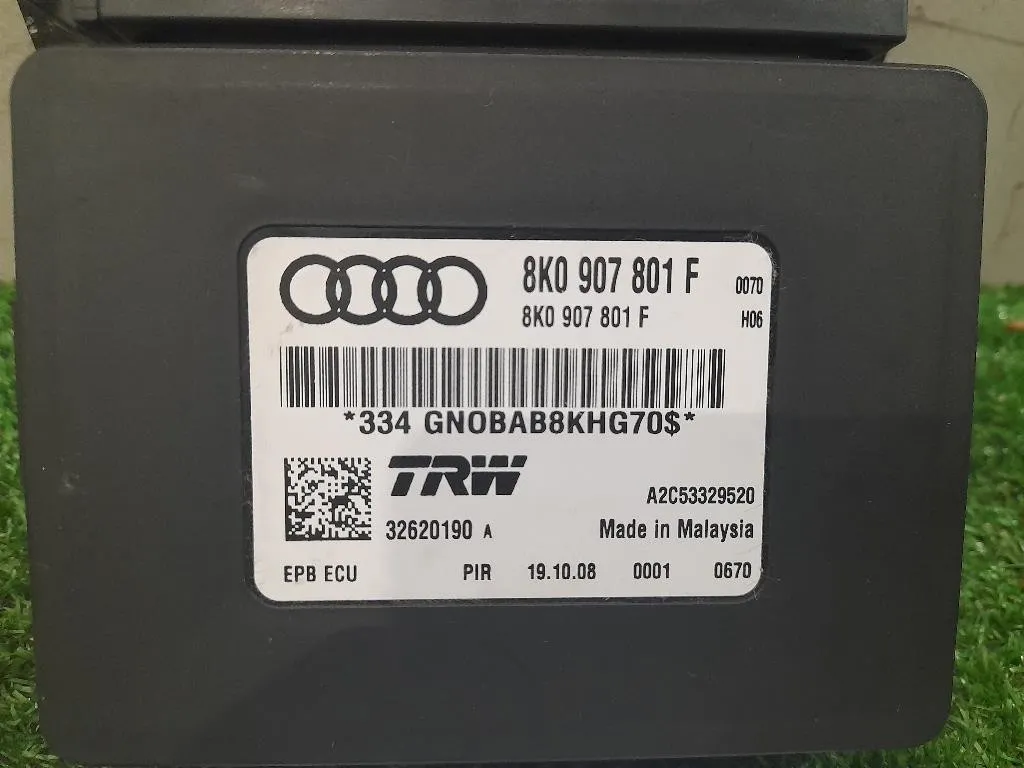 8K0 907 801 F 0070
8K0 907 801 F H06
*334 GN0BAB8KHG70$*
TRW
A2C53329520
32620190 A Made in Malaysia
EPB ECU PIR 19.10.08 0001 0670